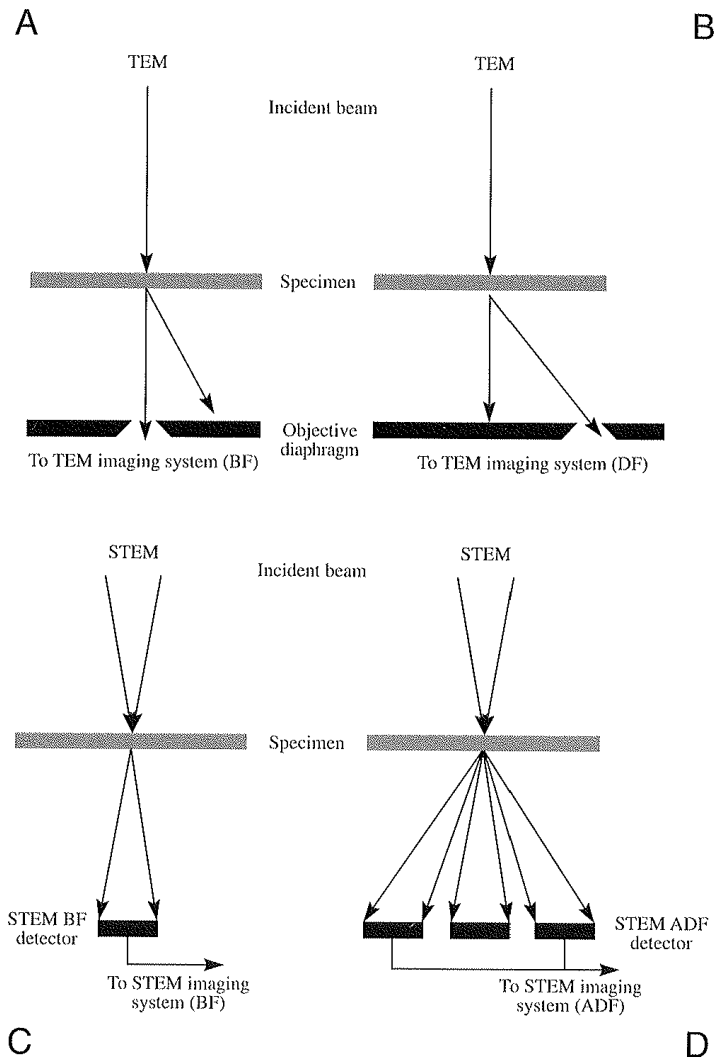 A
B
TEM
TEM
Incident beam
Specimen
Objective
diaphragm
To TEM imaging system (BF)
To TEM imaging system (DF)
STEM
STEM
Incident beam
Specimen
STEM BF
detector
STEM ADF
detector
To STEM imaging
system (BF)
To STEM imaging
system (ADF)
C
D